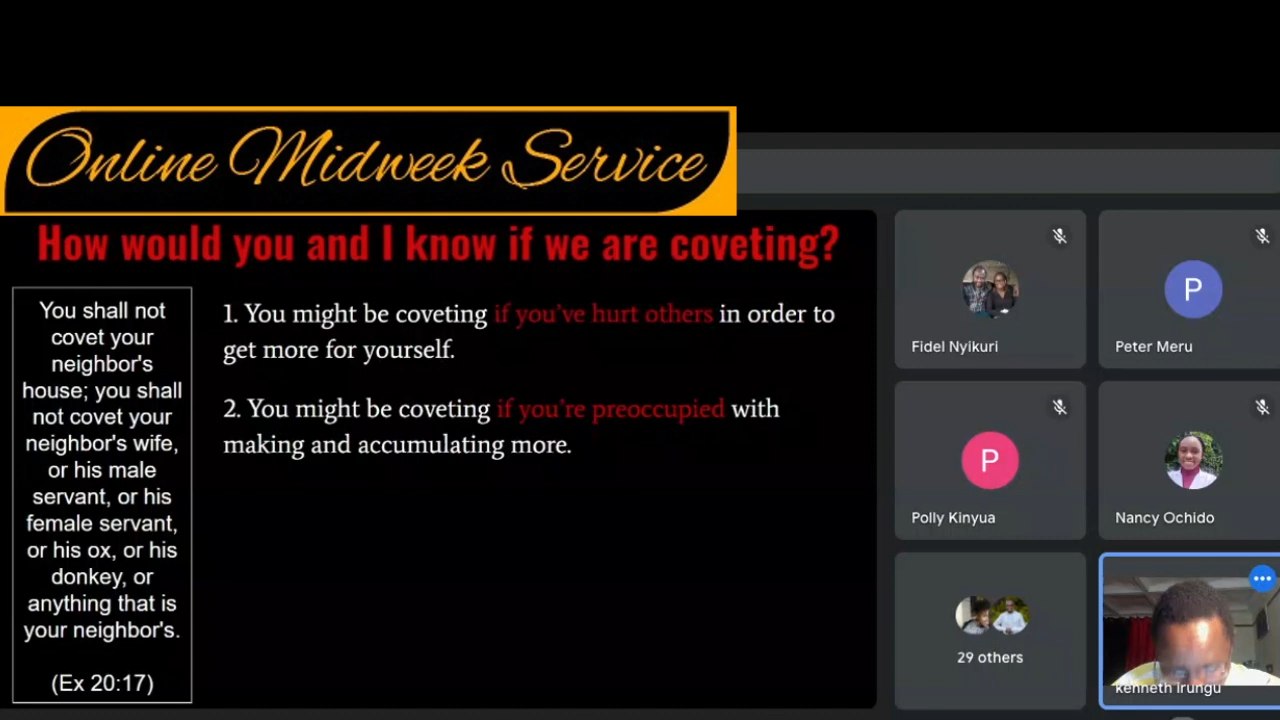 Online Midweek Service
How would you and I know if we are coveting?
You shall not
covet your
neighbor's
house; you shall
not covet your
neighbor's wife,
or his male
servant, or his
female servant,
or his ox, or his
donkey, or
anything that is
your neighbor's.
(Ex 20:17)
1. You might be coveting if you've hurt others in order to
get more for yourself.
2. You might be coveting if you're preoccupied with
making and accumulating more.
Fidel Nyikuri
P
Peter Meru
P
Polly Kinyua
Nancy Ochido
29 others
kenneth irungu